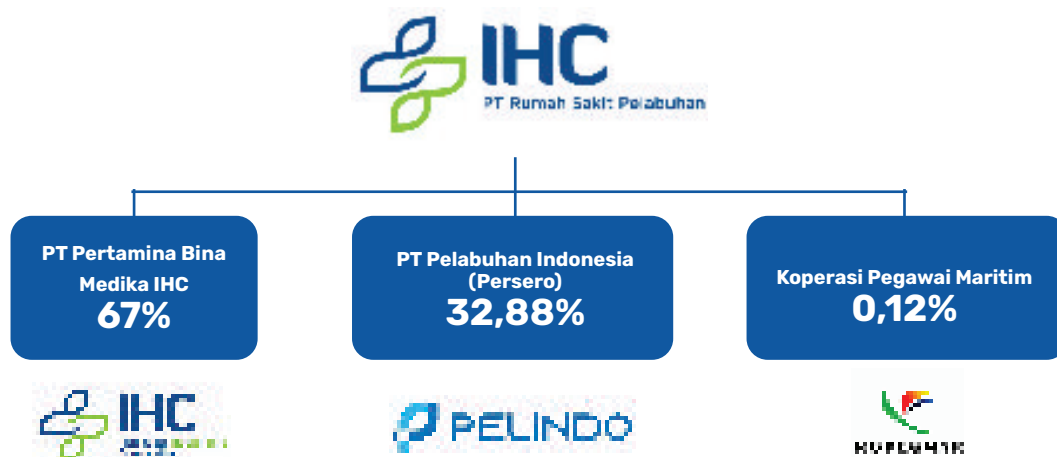 IHC
PT Rumah Sakit Pelabuhan
PT Pertamina Bina
Medika IHC
67%
PT Pelabuhan Indonesia
(Persero)
32,88%
Koperasi Pegawai Maritim
0,12%
IHC
PELINDO